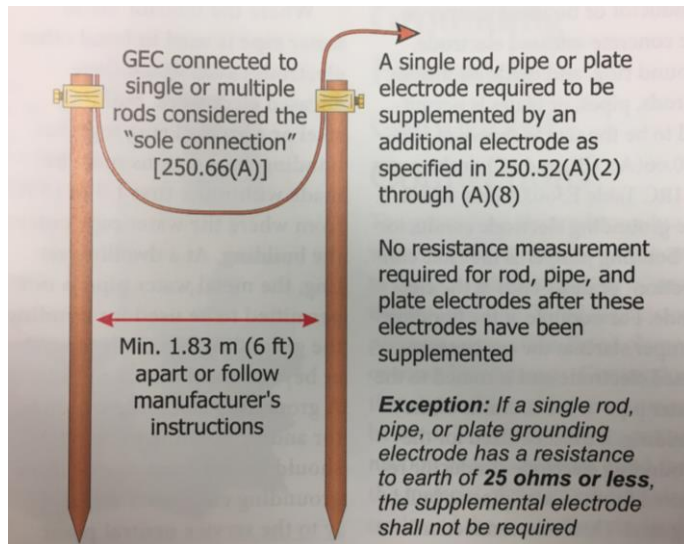 GEC connected to
single or multiple
rods considered the
“sole connection”
[250.66(A)]
Min. 1.83 m (6 ft)
apart or follow
manufacturer's
instructions
A single rod, pipe or plate
electrode required to be
supplemented by an
additional electrode as
specified in 250.52(A)(2)
through (A)(8)
No resistance measurement
required for rod, pipe, and
plate electrodes after these
electrodes have been
supplemented
Exception: If a single rod,
pipe, or plate grounding
electrode has a resistance
to earth of 25 ohms or less,
the supplemental electrode
shall not be required